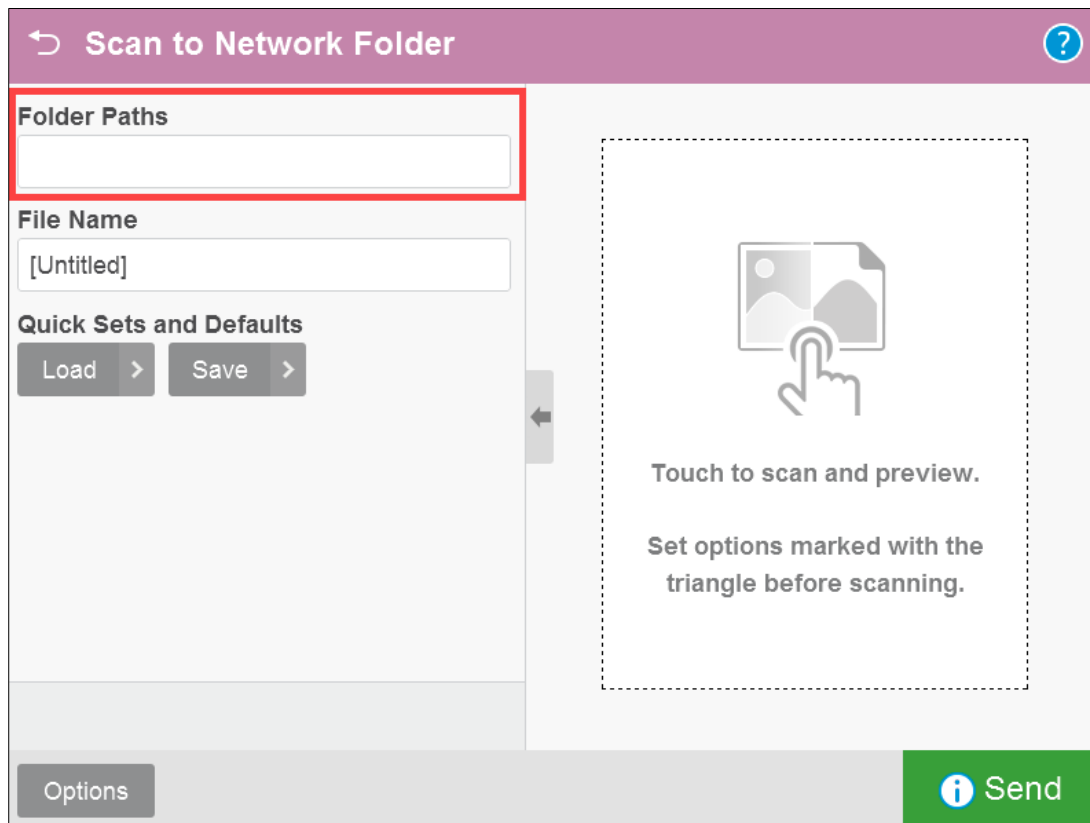 Scan to Network Folder
?
Folder Paths
File Name
[Untitled]
Quick Sets and Defaults
Load
Save
Touch to scan and preview.
Set options marked with the
triangle before scanning.
Options
i Send